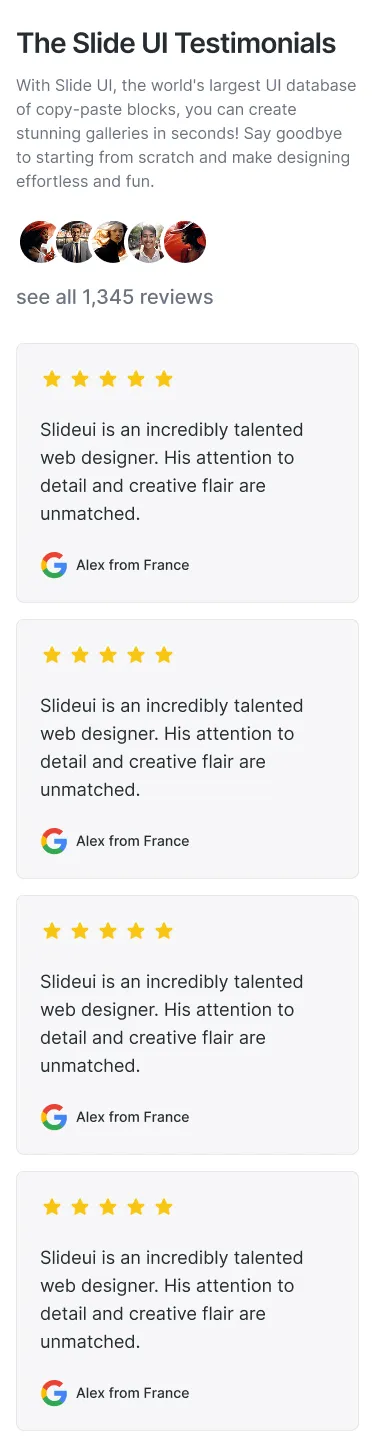 The Slide UI Testimonials
With Slide UI, the world's largest UI database
of copy-paste blocks, you can create
stunning galleries in seconds! Say goodbye
to starting from scratch and make designing
effortless and fun.
see all 1,345 reviews
Slideui is an incredibly talented
web designer. His attention to
detail and creative flair are
unmatched.
Alex from France
Slideui is an incredibly talented
web designer. His attention to
detail and creative flair are
unmatched.
Alex from France
Slideui is an incredibly talented
web designer. His attention to
detail and creative flair are
unmatched.
Alex from France
Slideui is an incredibly talented
web designer. His attention to
detail and creative flair are
unmatched.
Alex from France